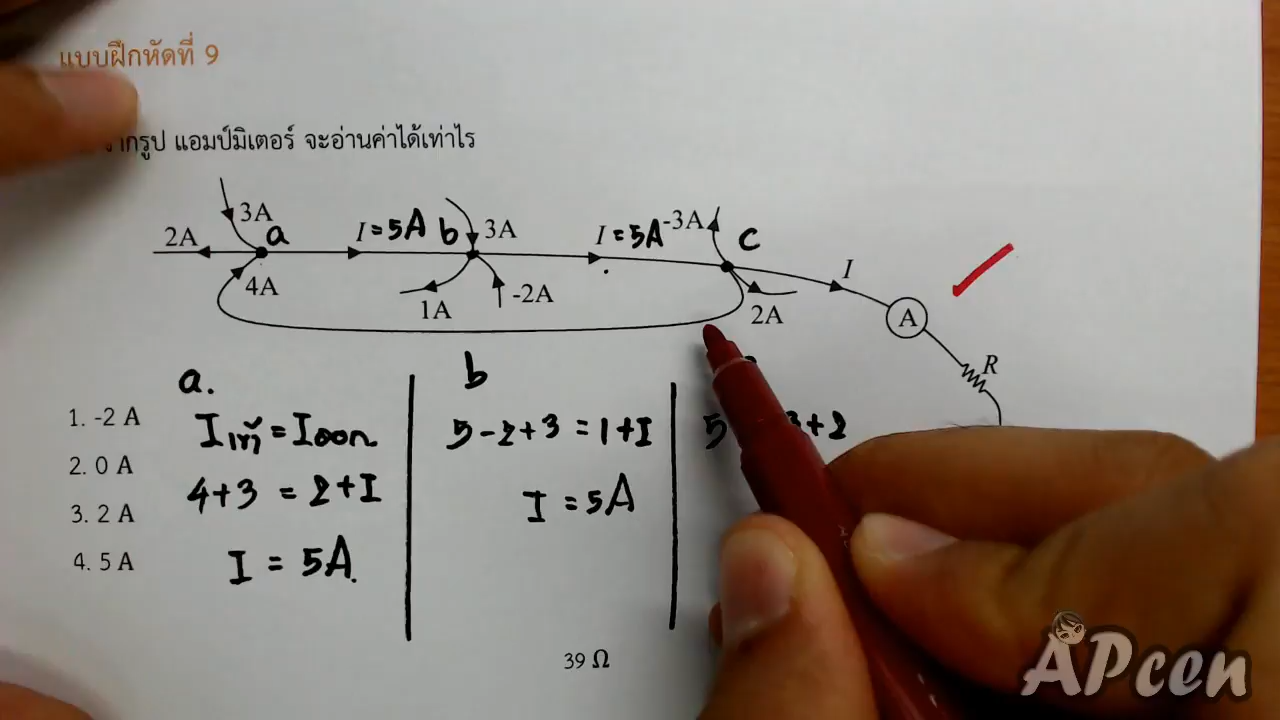 แบบฝึกหัดที่ 9
รูป แอมป์มิเตอร์ จะอ่านค่าได้เท่าไร
2A 3A a I = 5A b 3A I = 5A -3A c I
4A 1A -2A 2A A R
a. b
1. -2 A
2. 0 A
3. 2 A
4. 5 A
I เข้า = I ออก
4+3 = 2+I
I = 5A.
5-2+3 = 1+I
I = 5A
5 3+2
39 Ω
APcen